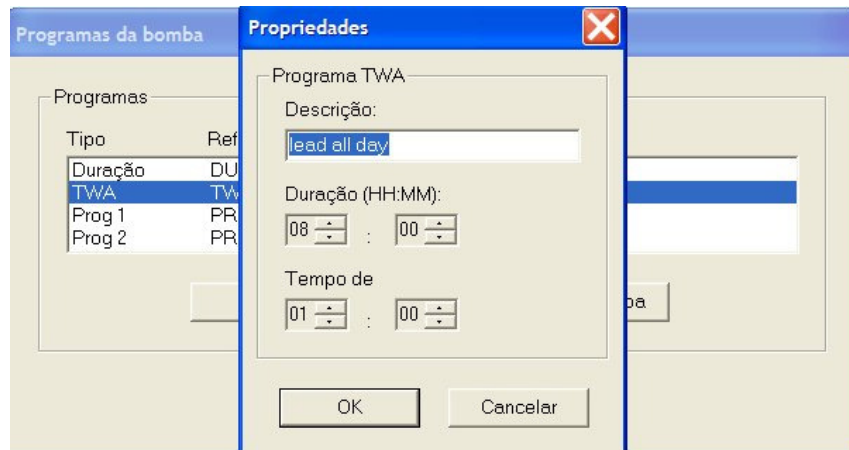 Programas da bomba
Propriedades
Programas
Tipo Ref
Duração DU
TWA TW
Prog 1 PR
Prog 2 PR
Programa TWA
Descrição:
lead all day
Duração (HH:MM):
08 : 00
Tempo de
01 : 00
OK Cancelar
ba